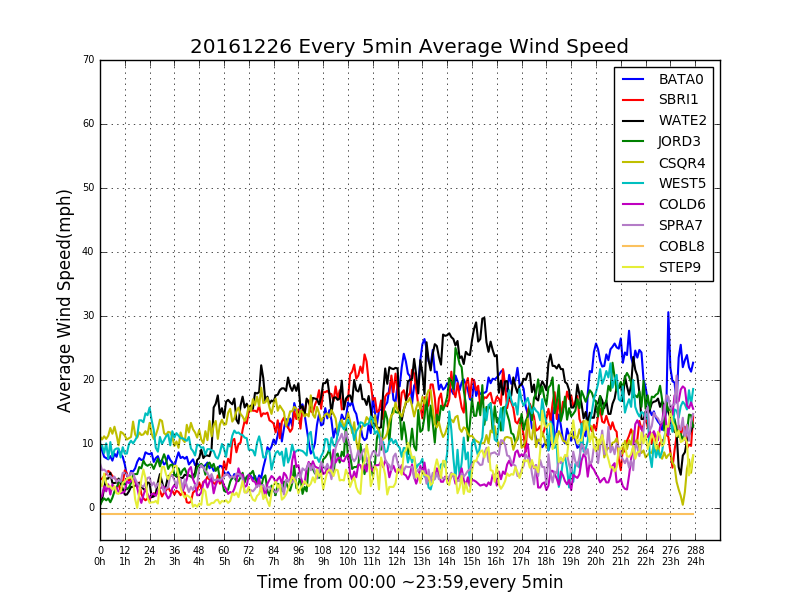 20161226 Every 5min Average Wind Speed
70
60
50
40
30
20
10
0
Average Wind Speed(mph)
BATA0
SBRI1
WATE2
JORD3
CSQR4
WEST5
COLD6
SPRA7
COBL8
STEP9
0 12 24 36 48 60 72 84 96 108 120 132 144 156 168 180 192 204 216 228 240 252 264 276 288
0h 1h 2h 3h 4h 5h 6h 7h 8h 9h 10h 11h 12h 13h 14h 15h 16h 17h 18h 19h 20h 21h 22h 23h 24h
Time from 00:00 ~23:59,every 5min